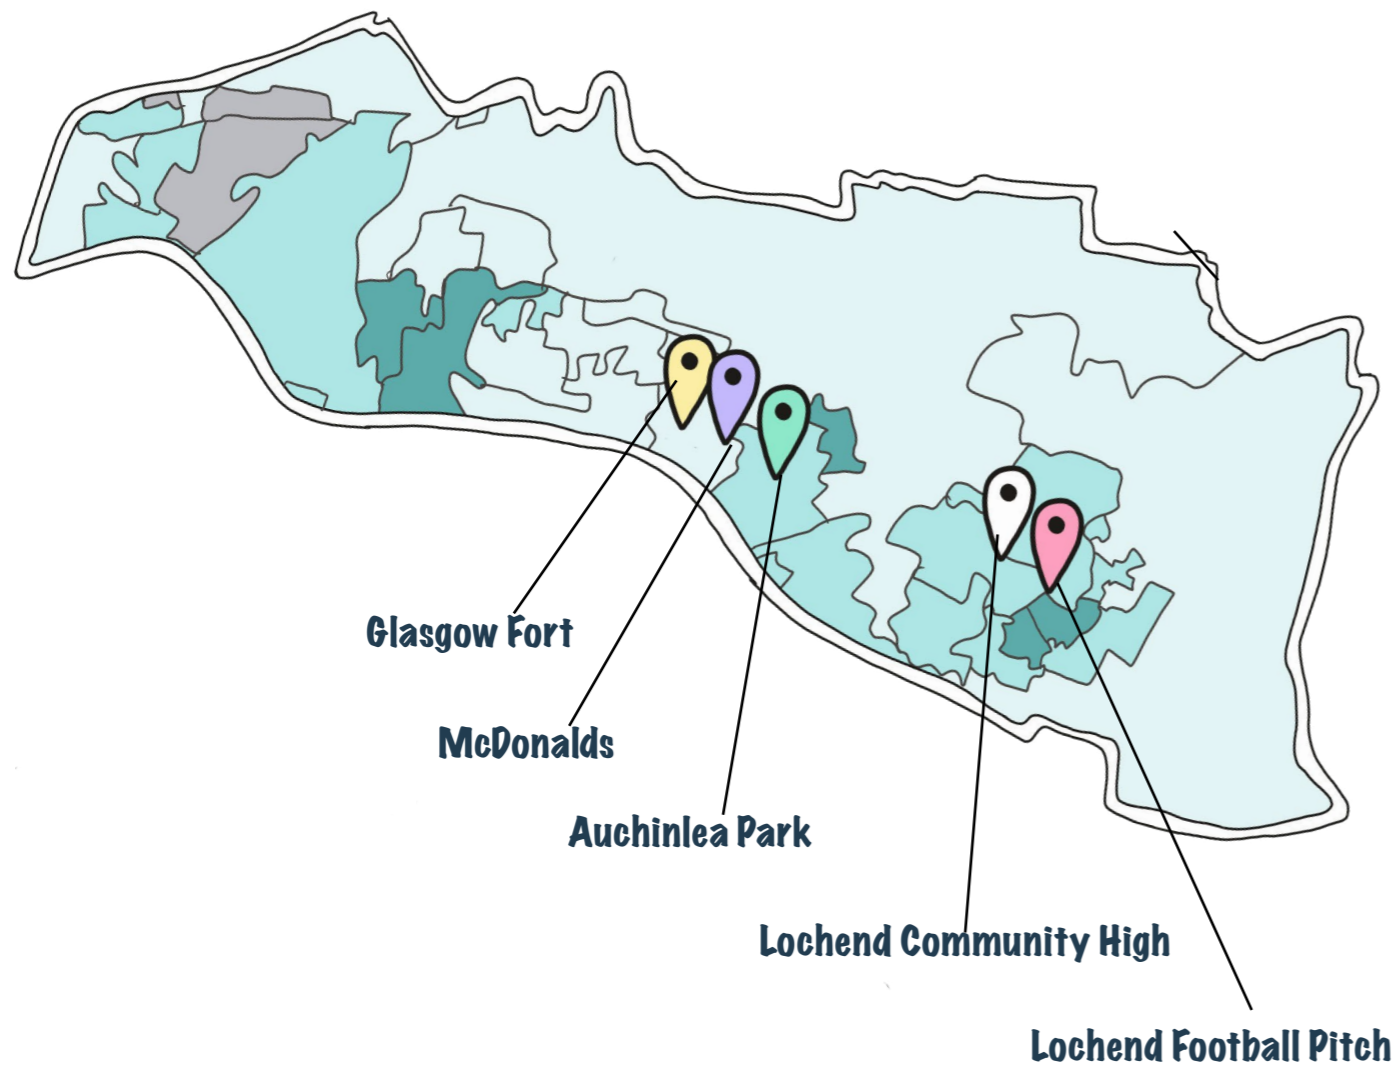 Glasgow Fort
McDonalds
Auchinlea Park
Lochend Community High
Lochend Football Pitch